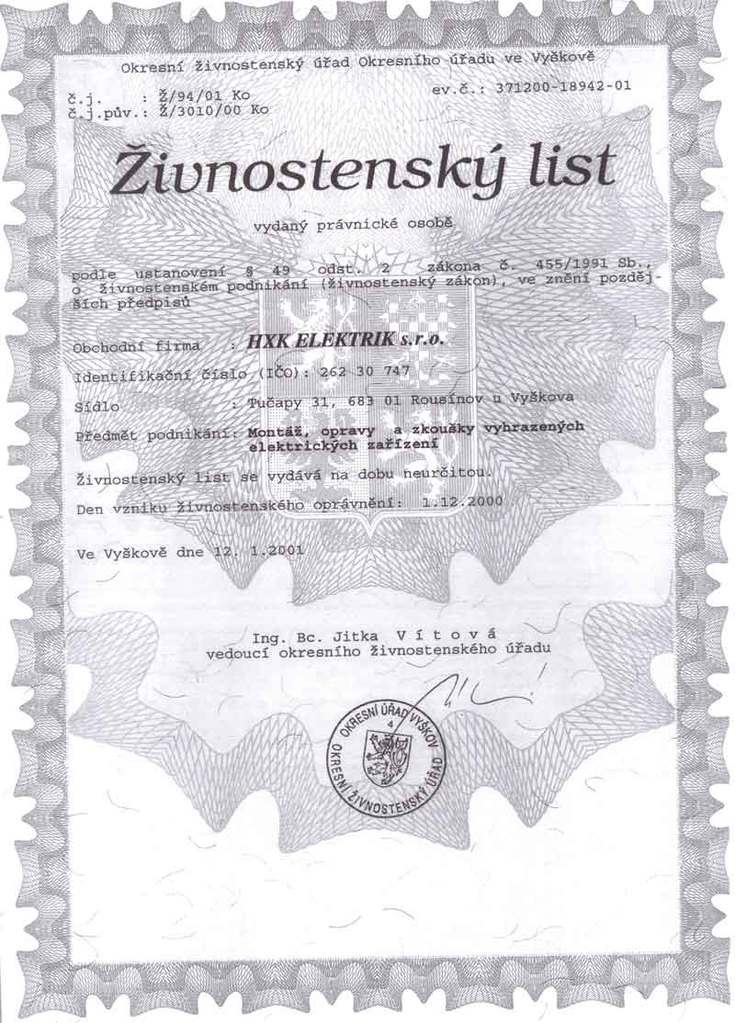 Okresní živnostenský úřad Okresního úřadu ve Vyškově
č.j. : Ž/94/01 Ko
ev.č.: 371200-18942-01
č.j.pův.: Ž/3010/00 Ko
Živnostenský list
vydaný právnické osobě
podle ustanovení § 49 odst. 2 zákona č. 455/1991 Sb.,
o živnostenském podnikání (živnostenský zákon), ve znění pozděj-
ších předpisů
Obchodní firma : HXK ELEKTRIK s.r.o.
Identifikační číslo (IČO): 262 30 747
Sídlo : Tučapy 31, 683 01 Rousínov u Vyškova
Předmět podnikání: Montáž, opravy a zkoušky vyhrazených
elektrických zařízení
Živnostenský list se vydává na dobu neurčitou.
Den vzniku živnostenského oprávnění: 1.12.2000
Ve Vyškově dne 12. 1.2001
Ing. Bc. Jitka V í t o v á
vedoucí okresního živnostenského úřadu
OKRESNÍ ÚŘAD VYŠKOV
4
OKRESNÍ ŽIVNOSTENSKÝ ÚŘAD